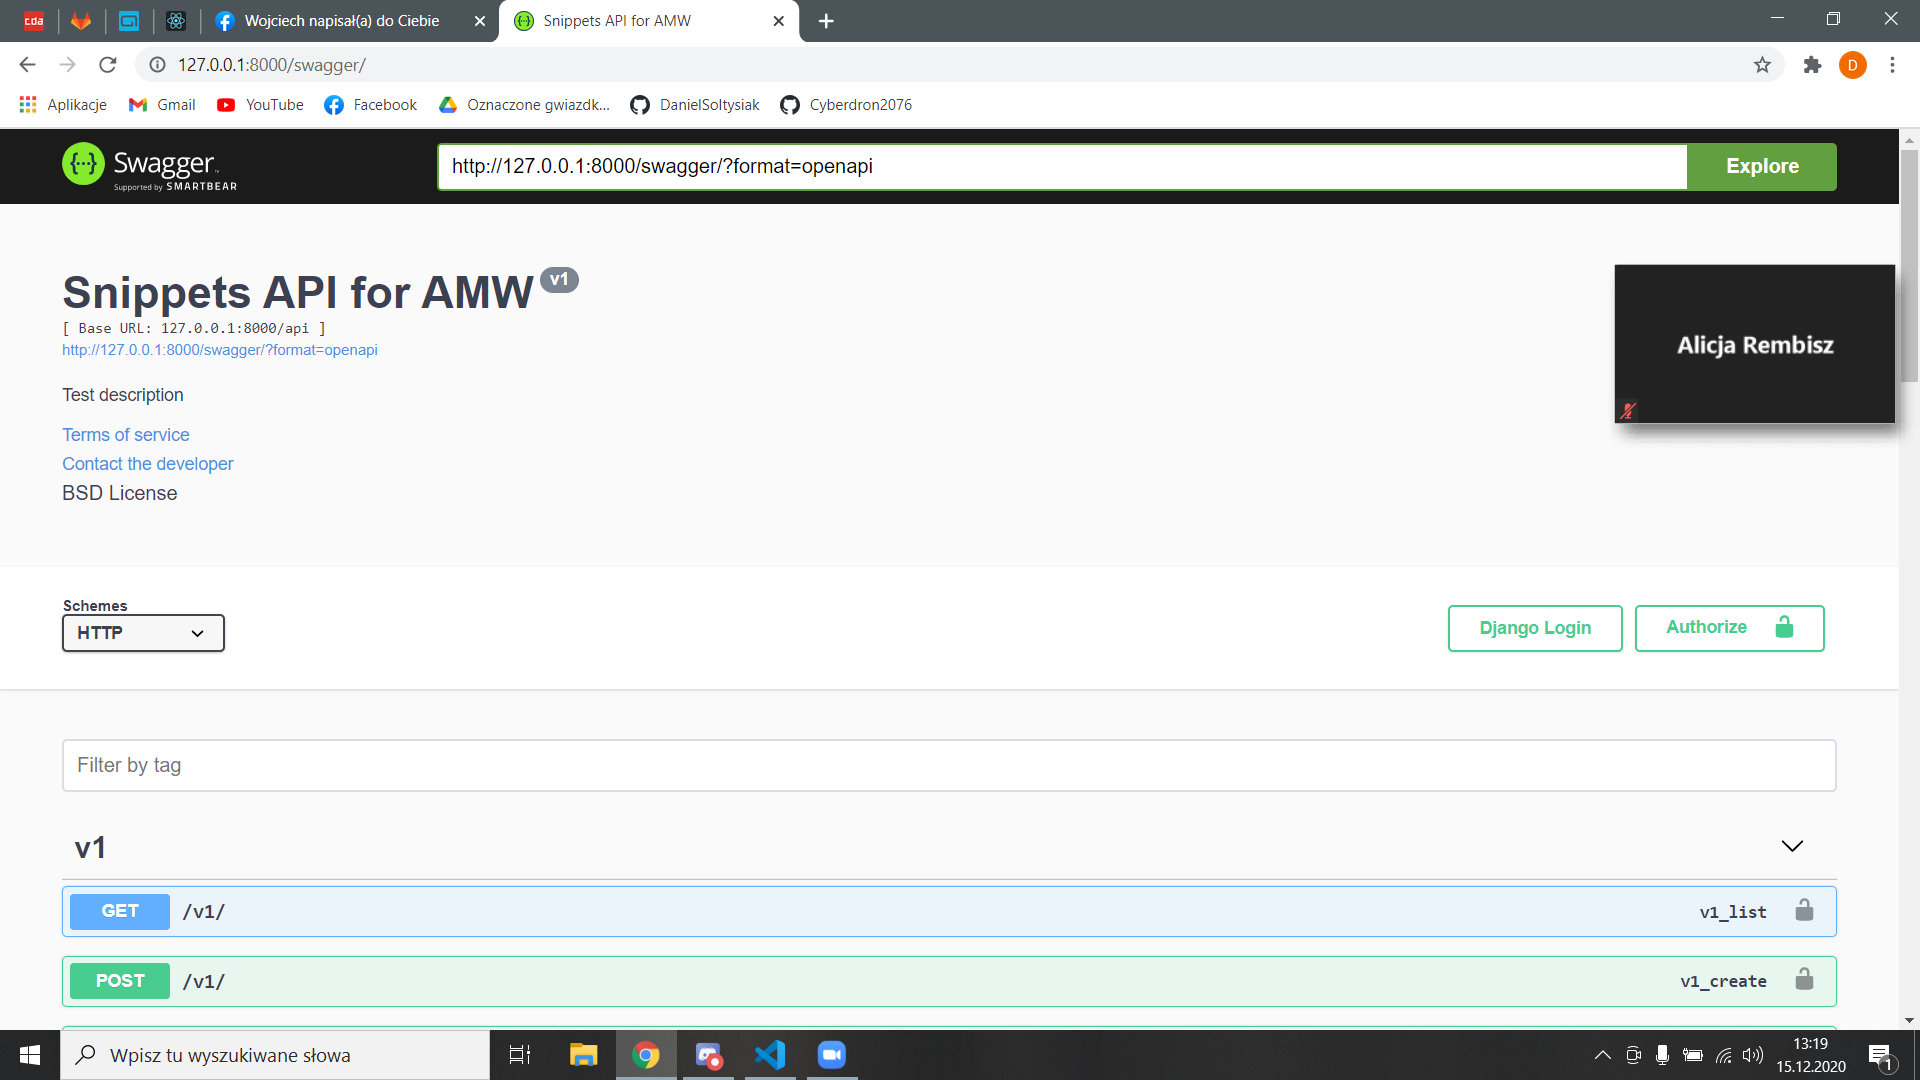 cda
Wojciech napisał(a) do Ciebie
Snippets API for AMW
127.0.0.1:8000/swagger/
D
Aplikacje
Gmail
YouTube
Facebook
Oznaczone gwiazdk...
DanielSoltysiak
Cyberdron2076
{···} Swagger™
Supported by SMARTBEAR
http://127.0.0.1:8000/swagger/?format=openapi
Explore
Snippets API for AMW v1
[ Base URL: 127.0.0.1:8000/api ]
http://127.0.0.1:8000/swagger/?format=openapi
Alicja Rembisz
Test description
Terms of service
Contact the developer
BSD License
Schemes
HTTP
Django Login
Authorize
Filter by tag
v1
GET /v1/ v1_list
POST /v1/ v1_create
Wpisz tu wyszukiwane słowa
13:19
15.12.2020
1